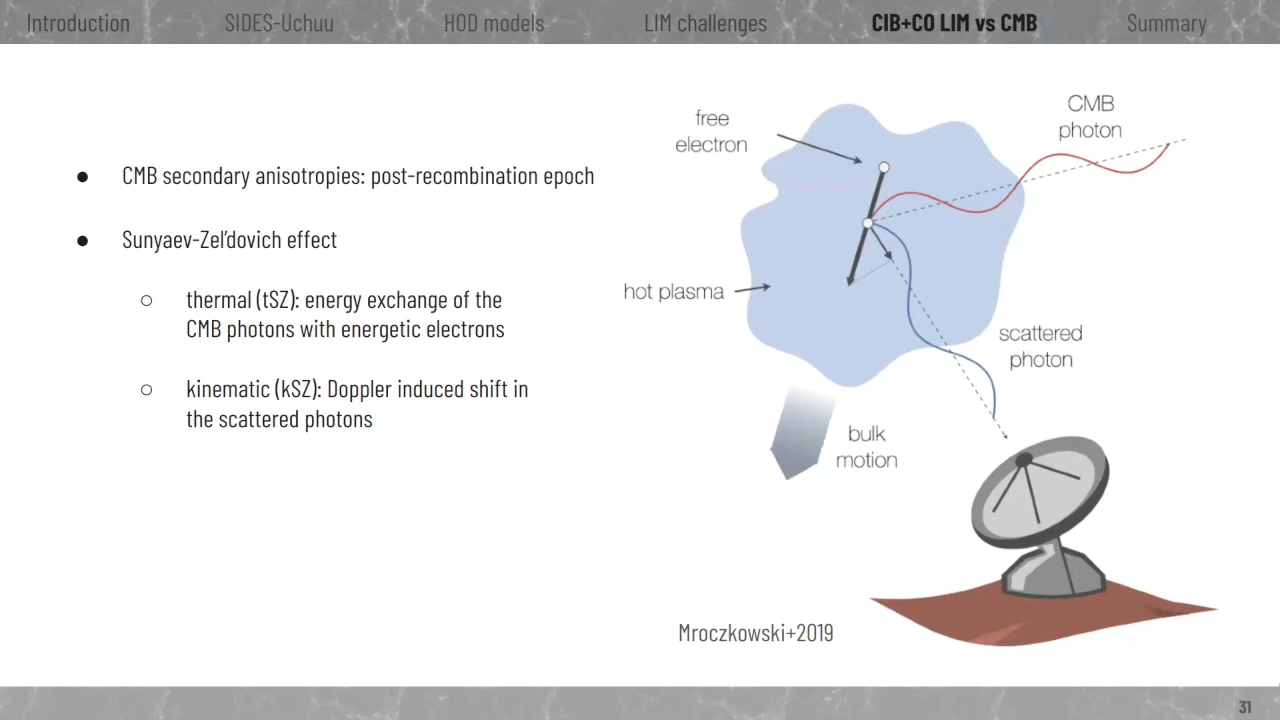 Introduction SIDES-Uchuu HOD models LIM challenges CIB+CO LIM vs CMB Summary
● CMB secondary anisotropies: post-recombination epoch
● Sunyaev-Zel’dovich effect
○ thermal (tSZ): energy exchange of the
CMB photons with energetic electrons
○ kinematic (kSZ): Doppler induced shift in
the scattered photons
free
electron
CMB
photon
hot plasma
scattered
photon
bulk
motion
Mroczkowski+2019
31